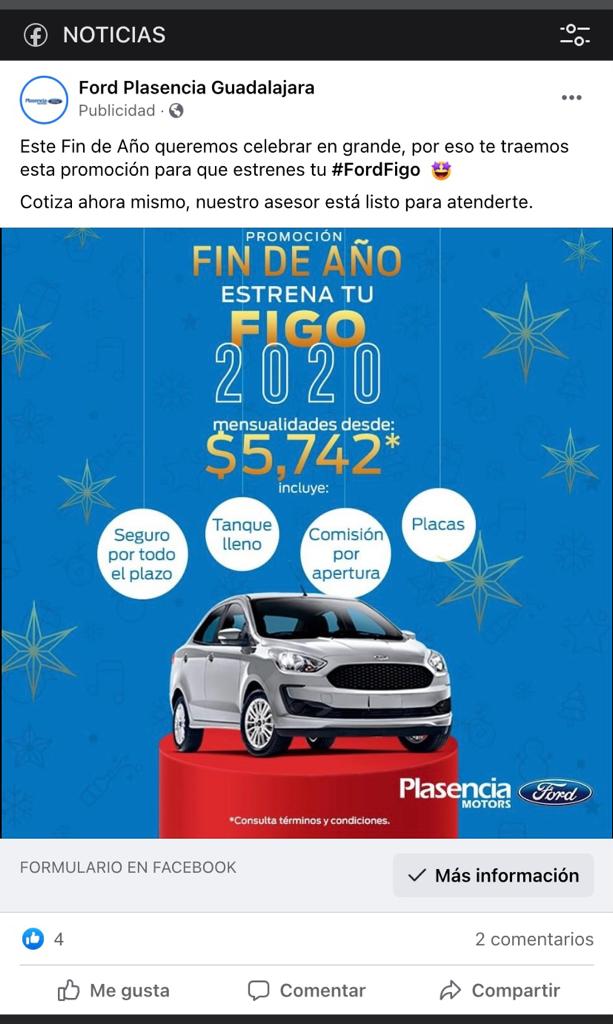 NOTICIAS
Ford Plasencia Guadalajara
Publicidad ·
Este Fin de Año queremos celebrar en grande, por eso te traemos
esta promoción para que estrenes tu #FordFigo 🤩
Cotiza ahora mismo, nuestro asesor está listo para atenderte.
PROMOCIÓN
FIN DE AÑO
ESTRENA TU
FIGO
2020
mensualidades desde:
$5,742*
incluye:
Seguro
por todo
el plazo
Tanque
lleno
Comisión
por
apertura
Placas
Plasencia
MOTORS
Ford
*Consulta términos y condiciones.
FORMULARIO EN FACEBOOK
Más información
4
2 comentarios
Me gusta
Comentar
Compartir